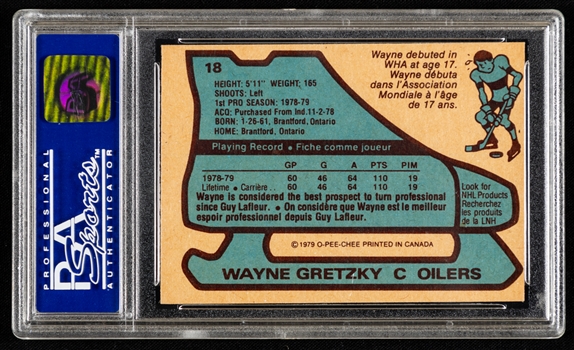 PROFESSIONAL
PSA
Sports™
AUTHENTICATOR
18
HEIGHT: 5'11" WEIGHT: 165
SHOOTS: Left
1st PRO SEASON: 1978-79
ACQ: Purchased From Ind.11-2-78
BORN: 1-26-61, Brantford, Ontario
HOME: Brantford, Ontario
Wayne debuted in
WHA at age 17.
Wayne débuta
dans l'Association
Mondiale à l'âge
de 17 ans.
Playing Record • Fiche comme joueur
GP G A PTS PIM
1978-79 60 46 64 110 19
Lifetime • Carrière.. 60 46 64 110 19
Wayne is considered the best prospect to turn professional
since Guy Lafleur. • On considère que Wayne est le meilleur
espoir professionnel depuis Guy Lafleur.
Look for
NHL Products
Recherchez
les produits
de la LNH
© 1979 O-PEE-CHEE PRINTED IN CANADA
WAYNE GRETZKY C OILERS